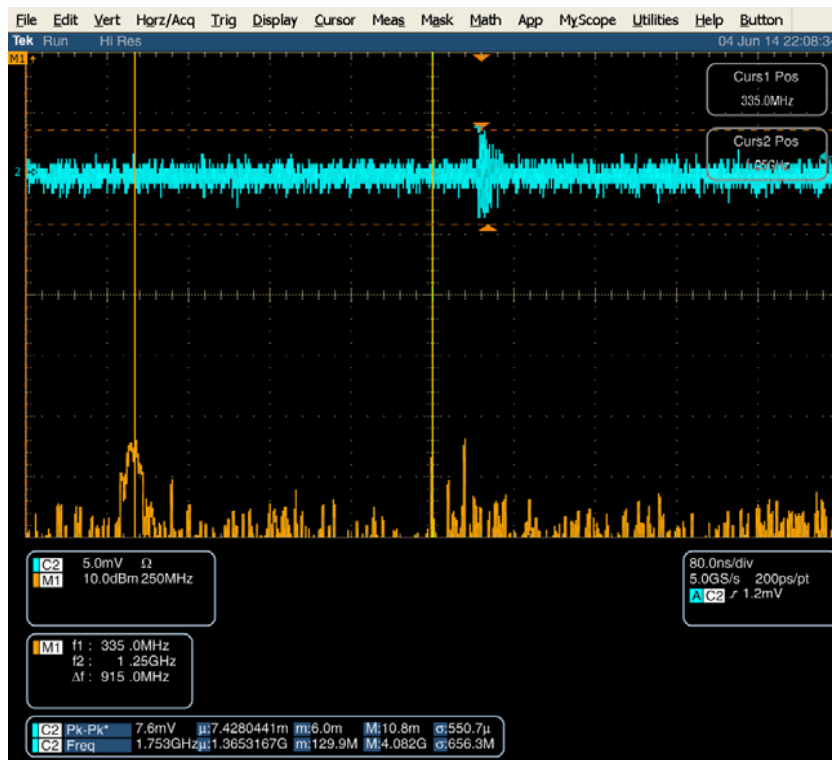 File Edit Vert Horz/Acq Trig Display Cursor Meas Mask Math App MyScope Utilities Help Button
Tek Run Hi Res 04 Jun 14 22:08:34
M1
Curs1 Pos
335.0MHz
Curs2 Pos
1.25GHz
2
C2 5.0mV Ω
M1 10.0dBm 250MHz
80.0ns/div
5.0GS/s 200ps/pt
A C2 1.2mV
M1 f1 : 335 .0MHz
f2 : 1 .25GHz
Δf : 915 .0MHz
C2 Pk-Pk* 7.6mV µ:7.4280441m m:6.0m M:10.8m σ:550.7µ
C2 Freq 1.753GHz µ:1.3653167G m:129.9M M:4.082G σ:656.3M